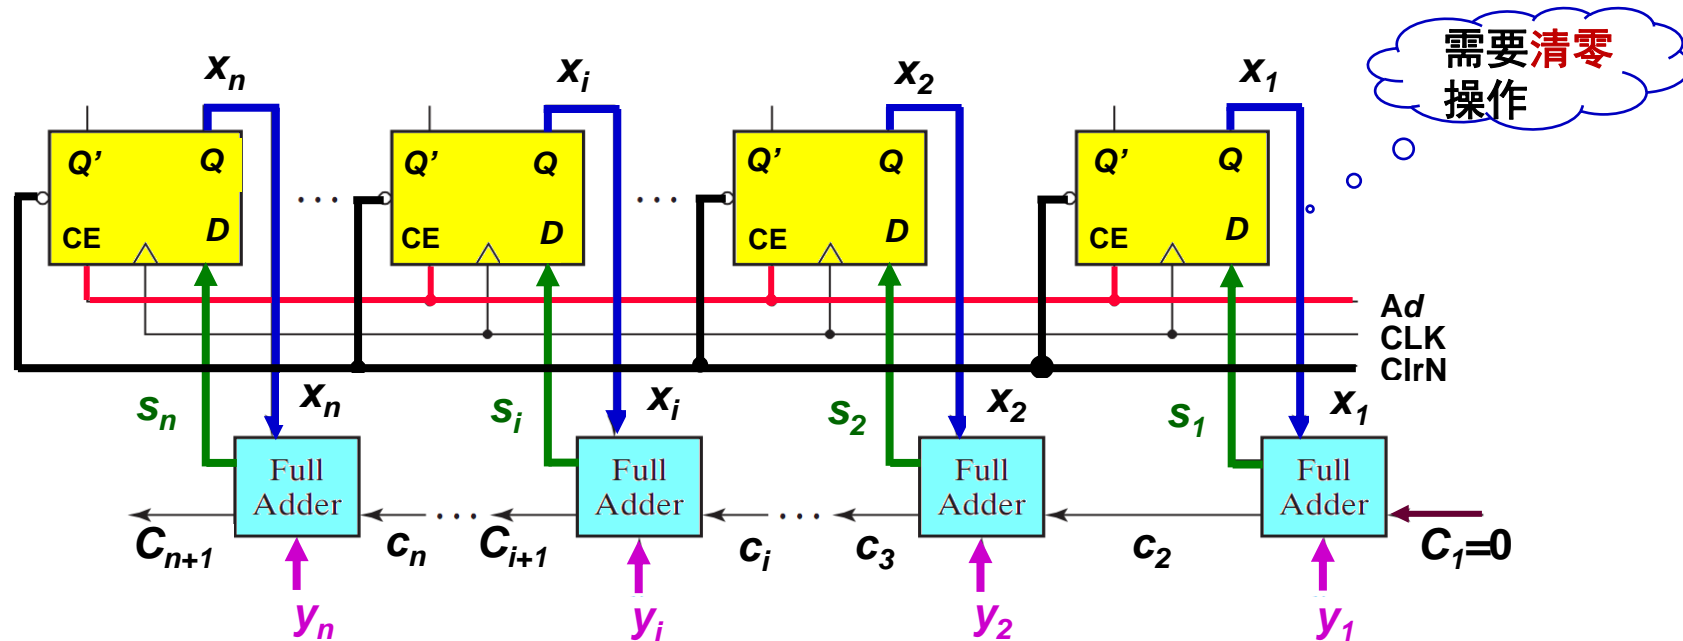 需要清零
操作
xₙ
xᵢ
x₂
x₁
Q’ Q
CE D
Q’ Q
CE D
Q’ Q
CE D
Q’ Q
CE D
...
...
Ad
CLK
ClrN
sₙ
xₙ
sᵢ
xᵢ
s₂
x₂
s₁
x₁
Full
Adder
Full
Adder
Full
Adder
Full
Adder
Cₙ₊₁
cₙ
...
Cᵢ₊₁
cᵢ
...
c₃
c₂
C₁=0
yₙ
yᵢ
y₂
y₁